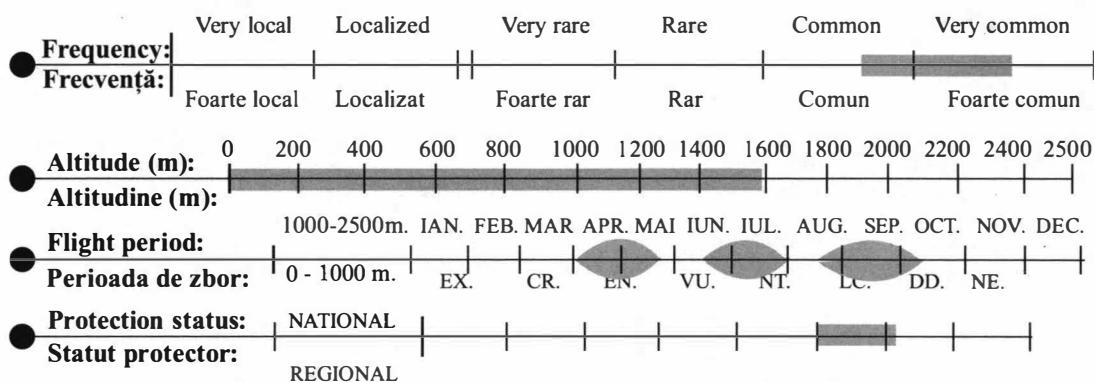 Very local Localized Very rare Rare Common Very common
Frequency:
Frecvență:
Foarte local Localizat Foarte rar Rar Comun Foarte comun
0 200 400 600 800 1000 1200 1400 1600 1800 2000 2200 2400 2500
Altitude (m):
Altitudine (m):
1000-2500m. IAN. FEB. MAR APR. MAI IUN. IUL. AUG. SEP. OCT. NOV. DEC.
Flight period:
Perioada de zbor: 0 - 1000 m.
EX. CR. EN. VU. NT. LC. DD. NE.
Protection status: NATIONAL
Statut protector:
REGIONAL